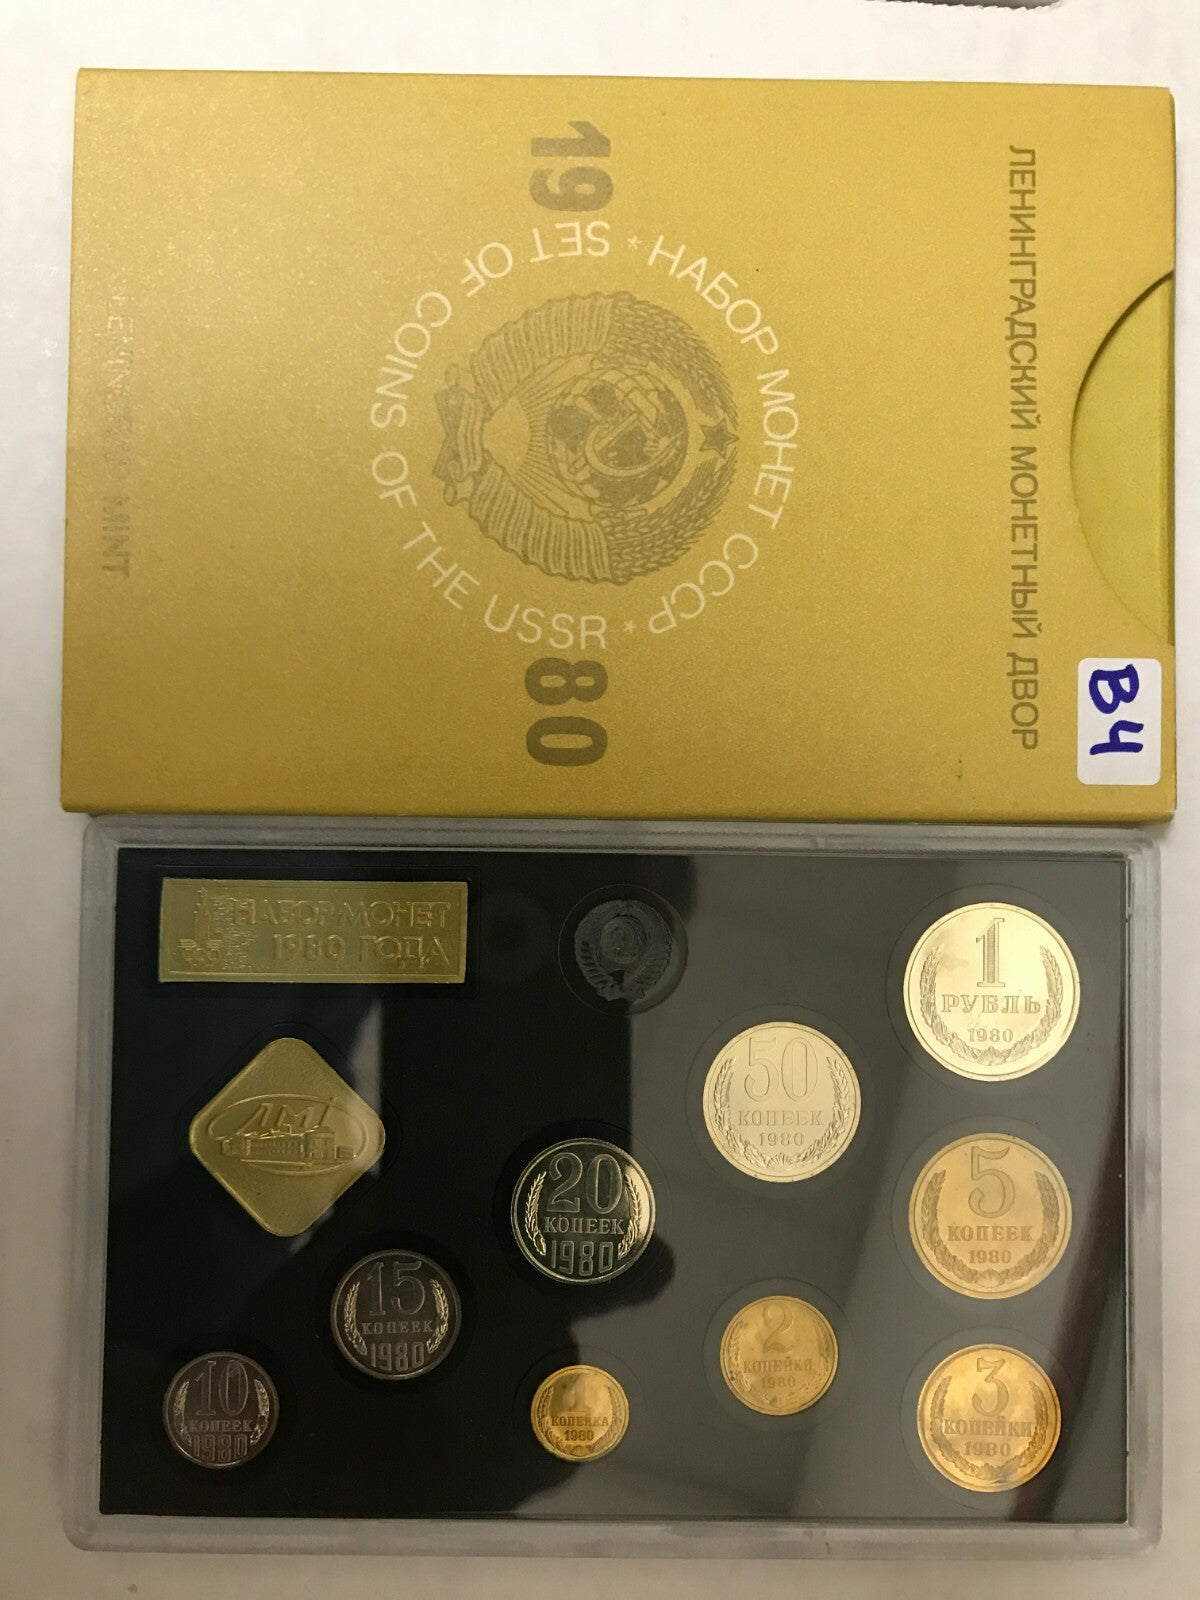 ЛЕНИНГРАДСКИЙ МОНЕТНЫЙ ДВОР
19
* НАБОР МОНЕТ СССР *
SET OF COINS OF THE USSR
80
LENINGRAD MINT
B4
НАБОР МОНЕТ
1980 ГОДА
1
РУБЛЬ
1980
50
КОПЕЕК
1980
ЛМД
20
КОПЕЕК
1980
5
КОПЕЕК
1980
15
КОПЕЕК
1980
10
КОПЕЕК
1980
1
КОПЕЙКА
1980
2
КОПЕЙКИ
1980
3
КОПЕЙКИ
1980